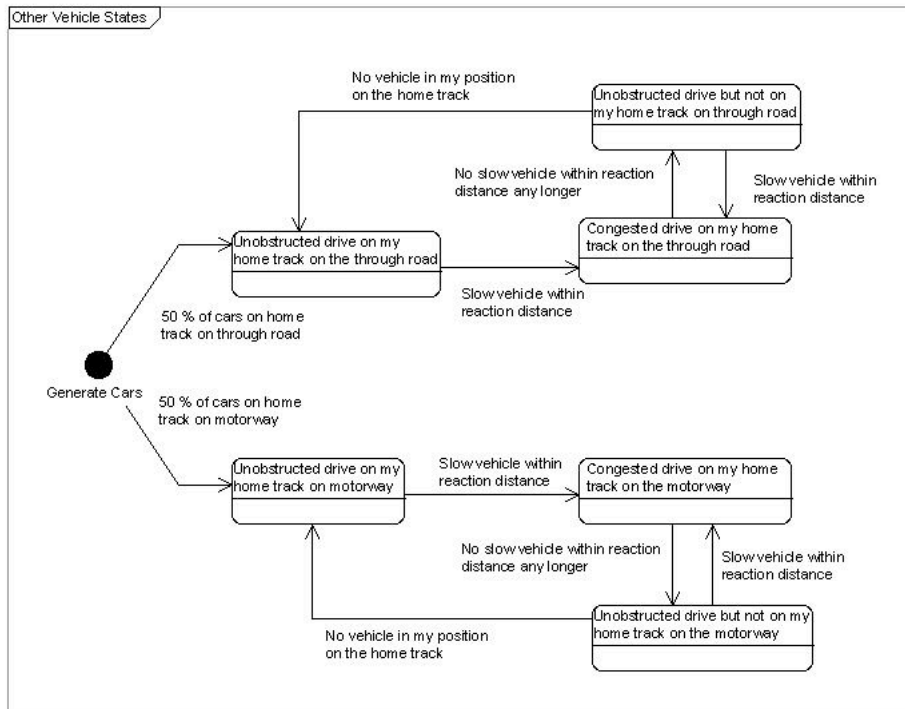 Other Vehicle States
No vehicle in my position
on the home track
Unobstructed drive but not on
my home track on through road
No slow vehicle within reaction
distance any longer
Slow vehicle within
reaction distance
Unobstructed drive on my
home track on the through road
Congested drive on my home
track on the through road
Slow vehicle within
reaction distance
50 % of cars on home
track on through road
Generate Cars
50 % of cars on home
track on motorway
Unobstructed drive on my
home track on motorway
Slow vehicle within
reaction distance
Congested drive on my home
track on the motorway
No slow vehicle within reaction
distance any longer
Slow vehicle within
reaction distance
No vehicle in my position
on the home track
Unobstructed drive but not on my
home track on the motorway